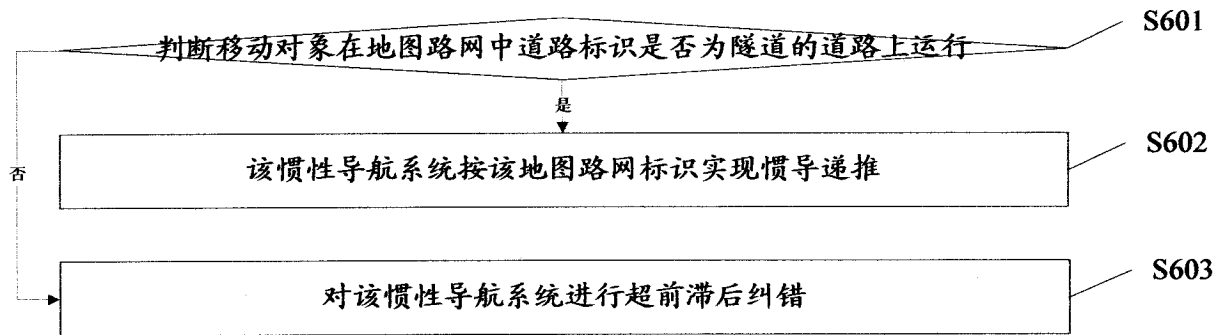 S601
判断移动对象在地图路网中道路标识是否为隧道的道路上运行
是
S602
该惯性导航系统按该地图路网标识实现惯导递推
否
S603
对该惯性导航系统进行超前滞后纠错